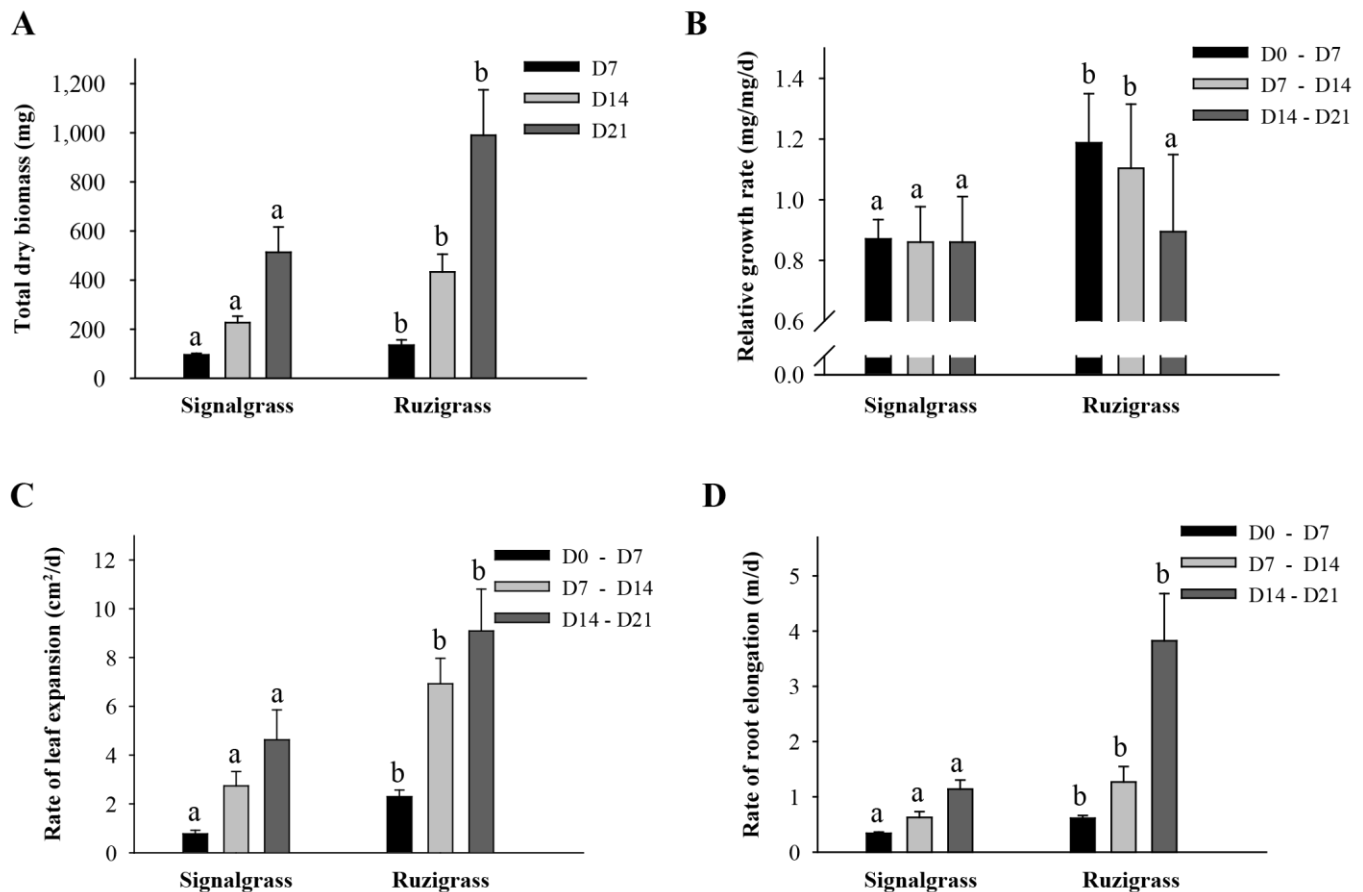 A
Total dry biomass (mg)
1,200
1,000
800
600
400
200
0
a
a
a
b
b
b
D7
D14
D21
Signalgrass
Ruzigrass
B
Relative growth rate (mg/mg/d)
1.4
1.2
1.0
0.8
0.6
0.0
a
a
a
b
b
a
D0 - D7
D7 - D14
D14 - D21
Signalgrass
Ruzigrass
C
Rate of leaf expansion (cm²/d)
12
10
8
6
4
2
0
a
a
a
b
b
b
D0 - D7
D7 - D14
D14 - D21
Signalgrass
Ruzigrass
D
Rate of root elongation (m/d)
5
4
3
2
1
0
a
a
a
b
b
b
D0 - D7
D7 - D14
D14 - D21
Signalgrass
Ruzigrass